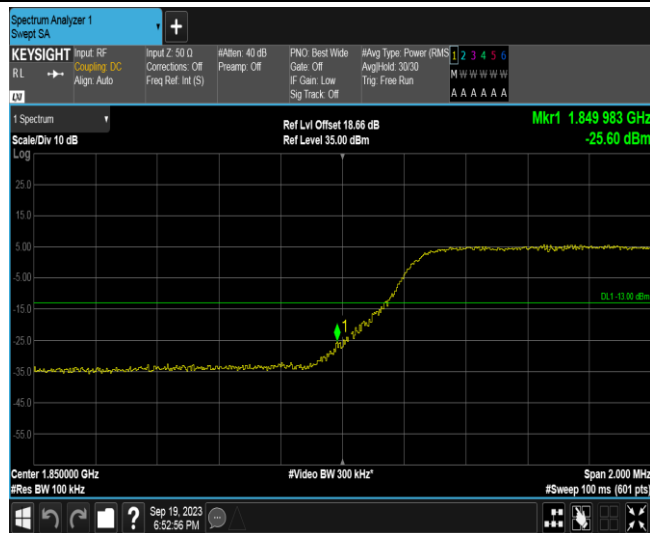 Spectrum Analyzer 1
Swept SA
+
KEYSIGHT
RL
LXI
Input: RF
Coupling: DC
Align: Auto
Input Z: 50 Ω
Corrections: Off
Freq Ref: Int (S)
#Atten: 40 dB
Preamp: Off
PNO: Best Wide
Gate: Off
IF Gain: Low
Sig Track: Off
#Avg Type: Power (RMS
Avg|Hold: 30/30
Trig: Free Run
1 2 3 4 5 6
M W W W W W
A A A A A A
1 Spectrum
Scale/Div 10 dB
Log
Ref Lvl Offset 18.66 dB
Ref Level 35.00 dBm
Mkr1 1.849 983 GHz
-25.60 dBm
25.0
15.0
5.00
-5.00
-15.0
-25.0
-35.0
-45.0
-55.0
DL1 -13.00 dBm
1
Center 1.850000 GHz
#Res BW 100 kHz
#Video BW 300 kHz*
Span 2.000 MHz
#Sweep 100 ms (601 pts)
?
Sep 19, 2023
6:52:56 PM